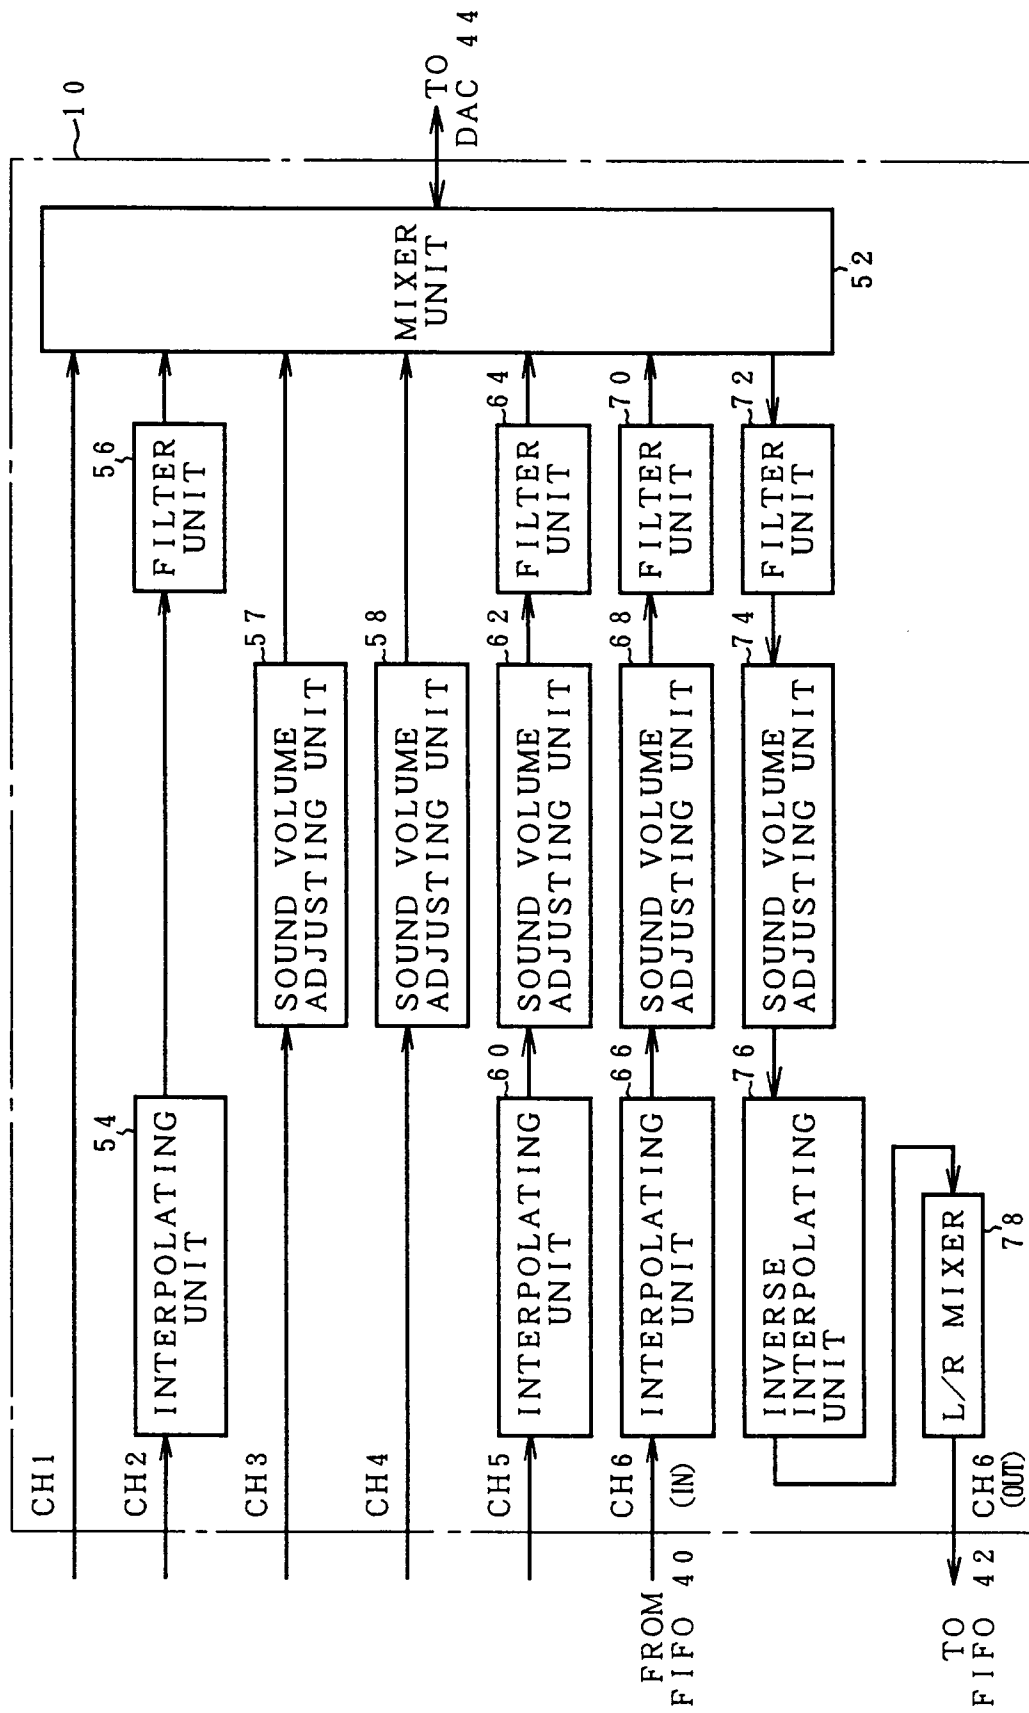 10
CH1
MIXER
UNIT
52
TO
DAC 44
CH2
54
INTERPOLATING
UNIT
56
FILTER
UNIT
CH3
57
SOUND VOLUME
ADJUSTING UNIT
CH4
58
SOUND VOLUME
ADJUSTING UNIT
CH5
60
INTERPOLATING
UNIT
62
SOUND VOLUME
ADJUSTING UNIT
64
FILTER
UNIT
FROM
FIFO 40
CH6
(IN)
66
INTERPOLATING
UNIT
68
SOUND VOLUME
ADJUSTING UNIT
70
FILTER
UNIT
72
FILTER
UNIT
74
SOUND VOLUME
ADJUSTING UNIT
76
INVERSE
INTERPOLATING
UNIT
L/R MIXER
78
CH6
(OUT)
TO
FIFO 42